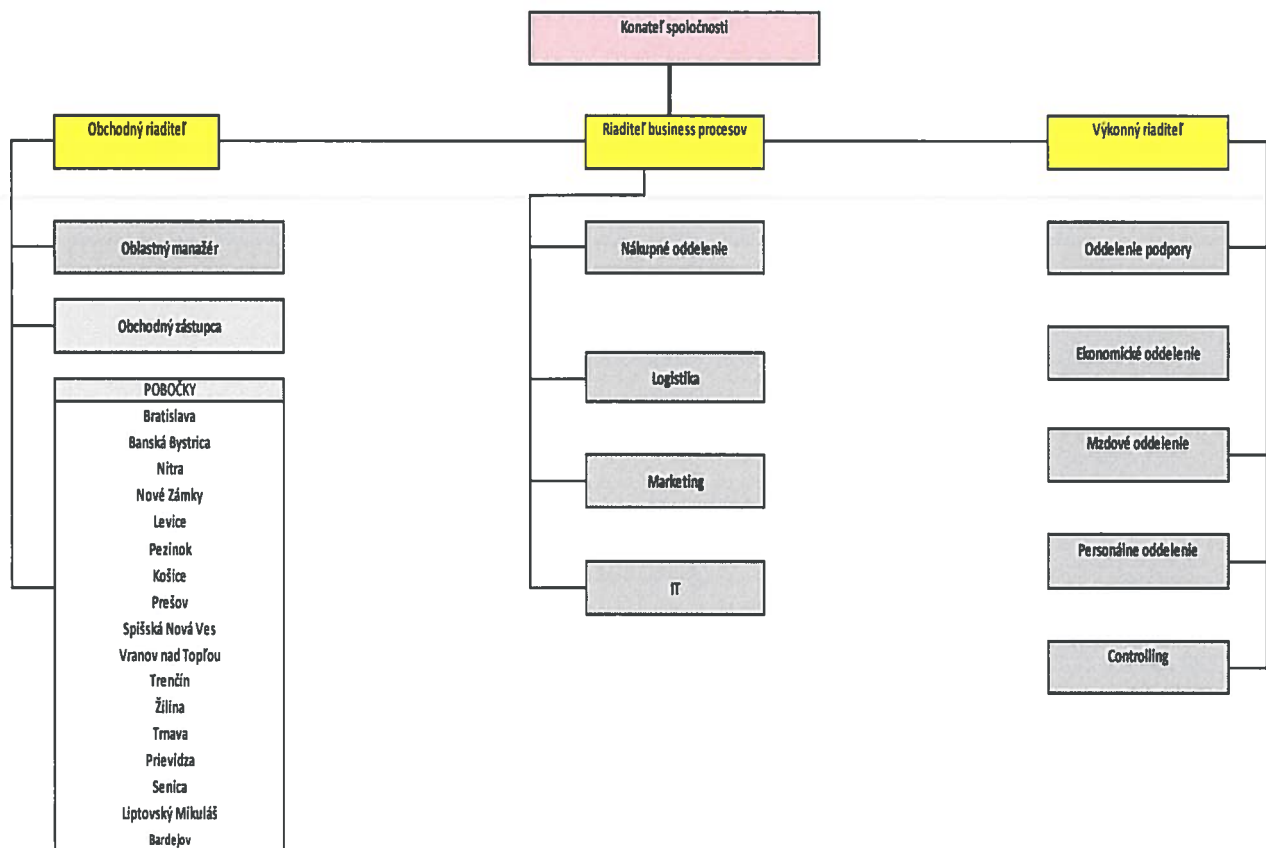 Konateľ spoločnosti
Obchodný riaditeľ
Riaditeľ business procesov
Výkonný riaditeľ
Oblastný manažér
Nákupné oddelenie
Oddelenie podpory
Obchodný zástupca
Ekonomické oddelenie
Logistika
POBOČKY
Bratislava
Banská Bystrica
Nitra
Nové Zámky
Levice
Pezinok
Košice
Prešov
Spišská Nová Ves
Vranov nad Topľou
Trenčín
Žilina
Trnava
Prievidza
Senica
Liptovský Mikuláš
Bardejov
Mzdové oddelenie
Marketing
Personálne oddelenie
IT
Controlling